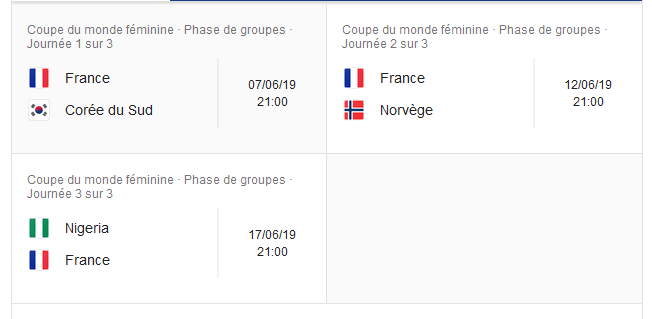 Coupe du monde féminine · Phase de groupes ·
Journée 1 sur 3
France
Corée du Sud
07/06/19
21:00
Coupe du monde féminine · Phase de groupes ·
Journée 2 sur 3
France
Norvège
12/06/19
21:00
Coupe du monde féminine · Phase de groupes ·
Journée 3 sur 3
Nigeria
France
17/06/19
21:00